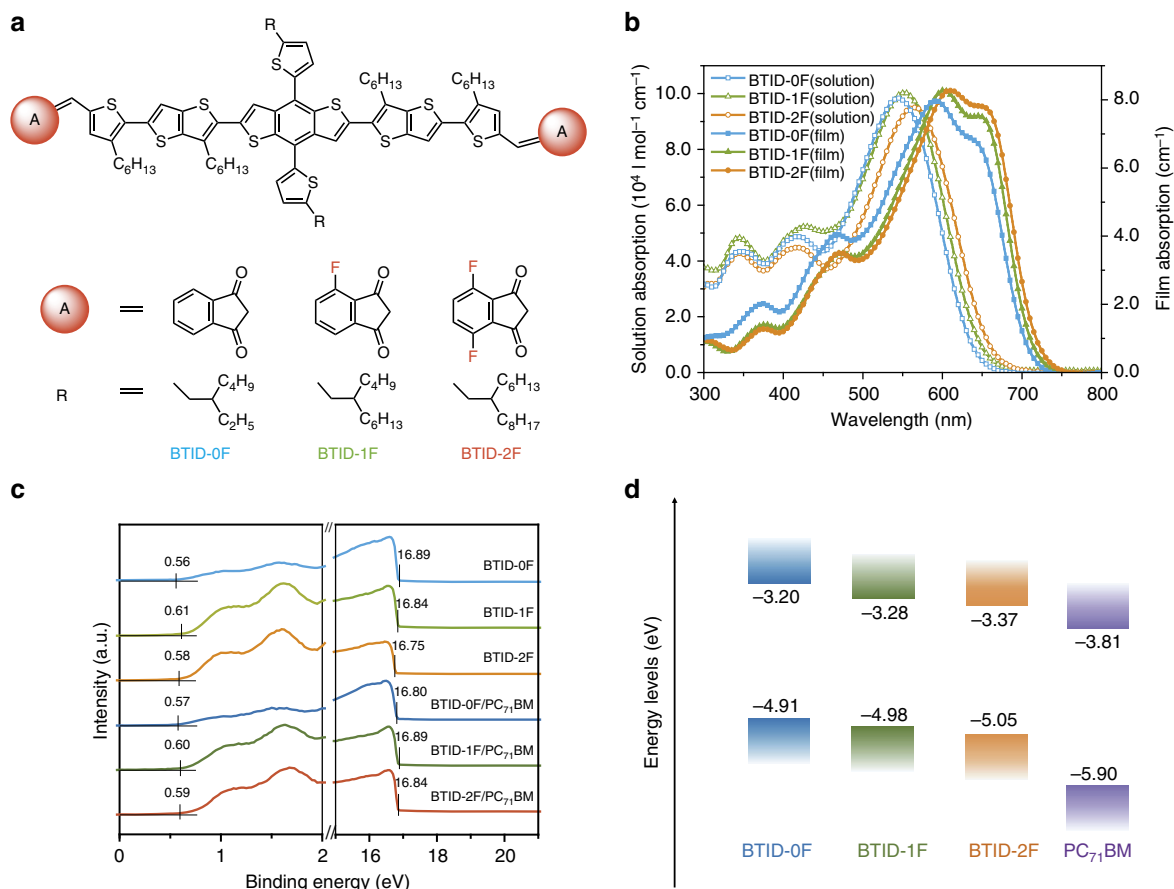 a
R
S
C6H13
C6H13
A
S
S
S
S
S
S
S
S
A
C6H13
C6H13
S
R
A
=
O
O
F
O
O
F
F
O
O
R
=
C4H9
C2H5
C4H9
C6H13
C6H13
C8H17
BTID-0F
BTID-1F
BTID-2F
b
BTID-0F(solution)
BTID-1F(solution)
BTID-2F(solution)
BTID-0F(film)
BTID-1F(film)
BTID-2F(film)
Solution absorption (10⁴ l mol⁻¹ cm⁻¹)
10.0
8.0
6.0
4.0
2.0
0.0
Film absorption (cm⁻¹)
8.0
6.0
4.0
2.0
0.0
300 400 500 600 700 800
Wavelength (nm)
c
Intensity (a.u.)
0.56 16.89 BTID-0F
0.61 16.84 BTID-1F
0.58 16.75 BTID-2F
0.57 16.80 BTID-0F/PC71BM
0.60 16.89 BTID-1F/PC71BM
0.59 16.84 BTID-2F/PC71BM
0 1 2 16 18 20
Binding energy (eV)
d
Energy levels (eV)
–3.20
–3.28
–3.37
–3.81
–4.91
–4.98
–5.05
–5.90
BTID-0F BTID-1F BTID-2F PC71BM